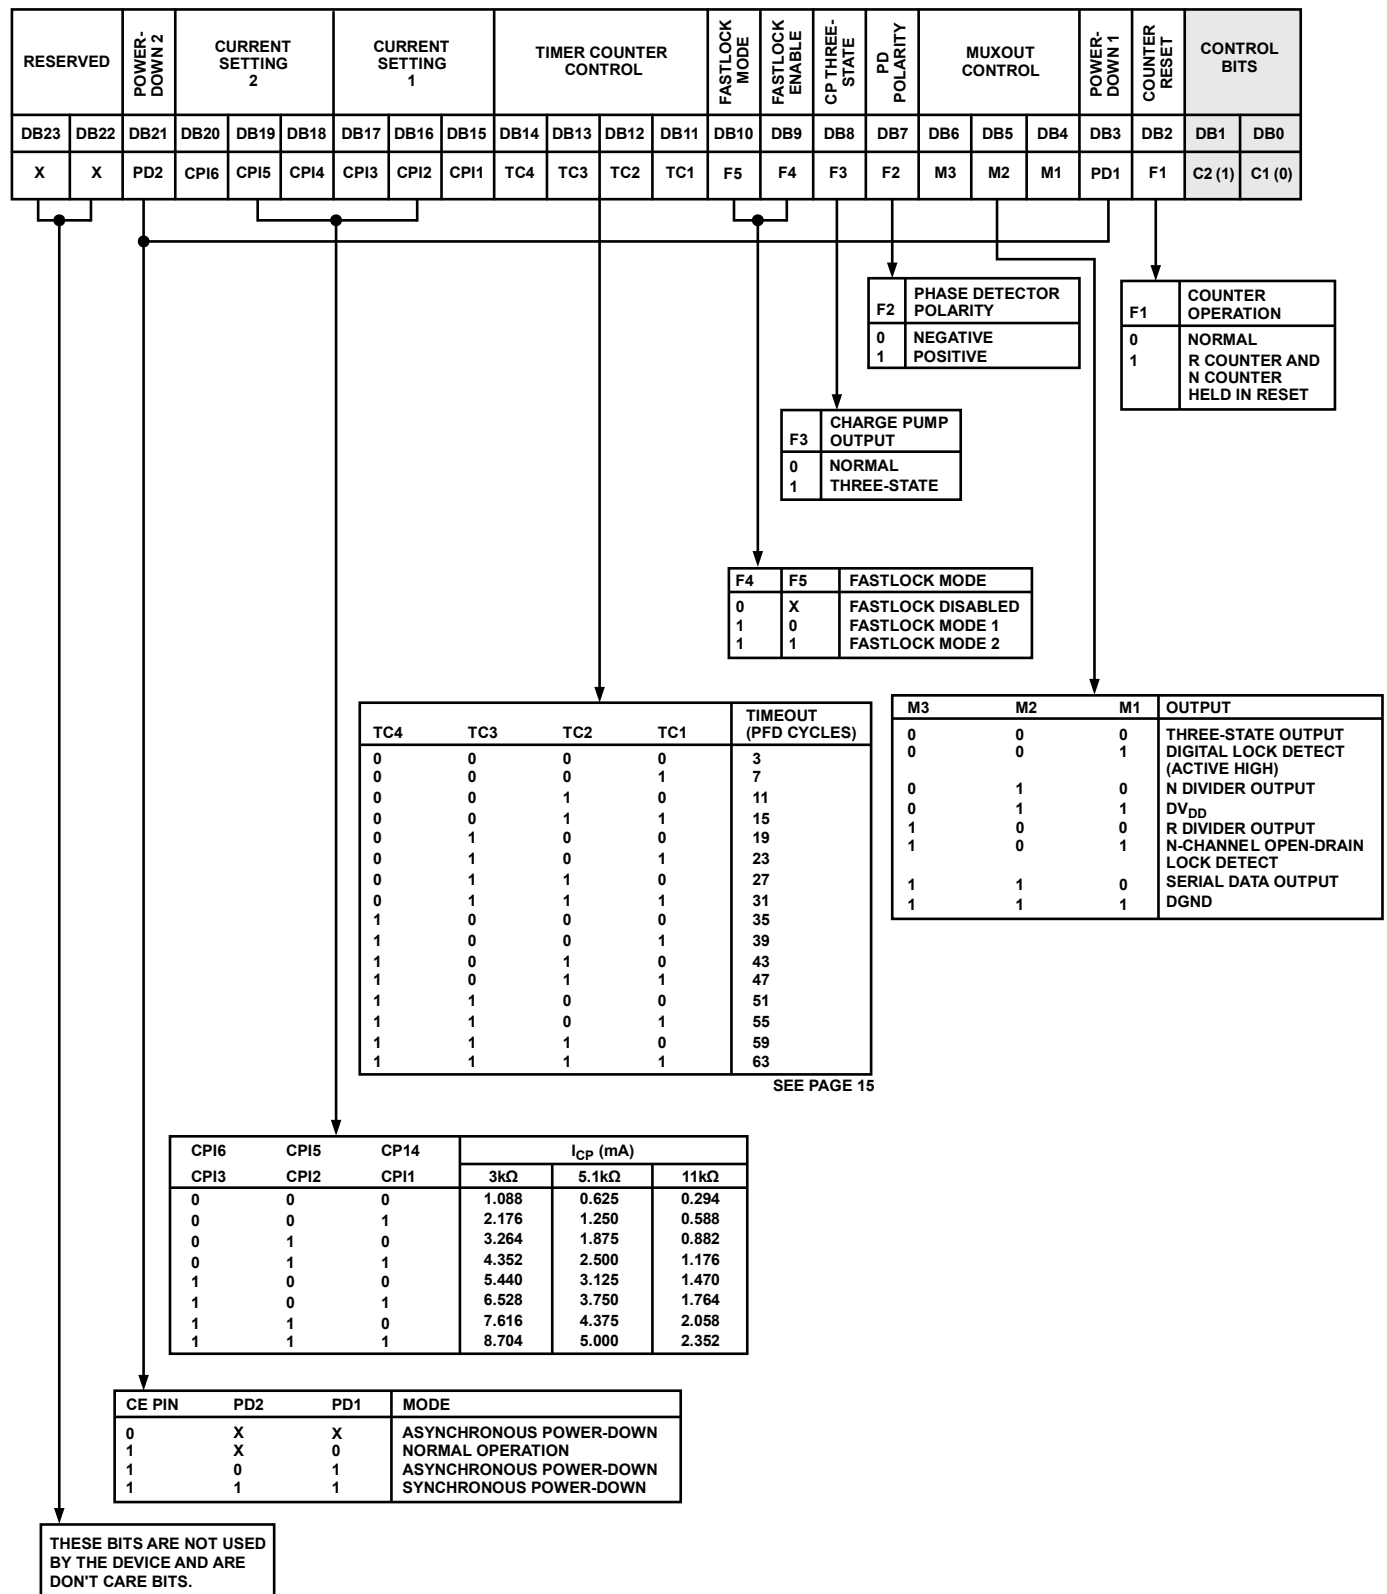 RESERVED
POWER-
DOWN 2
CURRENT
SETTING
2
CURRENT
SETTING
1
TIMER COUNTER
CONTROL
FASTLOCK
MODE
FASTLOCK
ENABLE
CP THREE-
STATE
PD
POLARITY
MUXOUT
CONTROL
POWER-
DOWN 1
COUNTER
RESET
CONTROL
BITS
DB23 DB22 DB21 DB20 DB19 DB18 DB17 DB16 DB15 DB14 DB13 DB12 DB11 DB10 DB9 DB8 DB7 DB6 DB5 DB4 DB3 DB2 DB1 DB0
X X PD2 CPI6 CPI5 CPI4 CPI3 CPI2 CPI1 TC4 TC3 TC2 TC1 F5 F4 F3 F2 M3 M2 M1 PD1 F1 C2 (1) C1 (0)
F2 PHASE DETECTOR
POLARITY
0 NEGATIVE
1 POSITIVE
F1 COUNTER
OPERATION
0 NORMAL
1 R COUNTER AND
N COUNTER
HELD IN RESET
F3 CHARGE PUMP
OUTPUT
0 NORMAL
1 THREE-STATE
F4 F5 FASTLOCK MODE
0 X FASTLOCK DISABLED
1 0 FASTLOCK MODE 1
1 1 FASTLOCK MODE 2
TC4 TC3 TC2 TC1 TIMEOUT
(PFD CYCLES)
0 0 0 0 3
0 0 0 1 7
0 0 1 0 11
0 0 1 1 15
0 1 0 0 19
0 1 0 1 23
0 1 1 0 27
0 1 1 1 31
1 0 0 0 35
1 0 0 1 39
1 0 1 0 43
1 0 1 1 47
1 1 0 0 51
1 1 0 1 55
1 1 1 0 59
1 1 1 1 63
SEE PAGE 15
M3 M2 M1 OUTPUT
0 0 0 THREE-STATE OUTPUT
0 0 1 DIGITAL LOCK DETECT
(ACTIVE HIGH)
0 1 0 N DIVIDER OUTPUT
0 1 1 DVDD
1 0 0 R DIVIDER OUTPUT
1 0 1 N-CHANNEL OPEN-DRAIN
LOCK DETECT
1 1 0 SERIAL DATA OUTPUT
1 1 1 DGND
CPI6 CPI5 CP14 ICP (mA)
CPI3 CPI2 CPI1 3kΩ 5.1kΩ 11kΩ
0 0 0 1.088 0.625 0.294
0 0 1 2.176 1.250 0.588
0 1 0 3.264 1.875 0.882
0 1 1 4.352 2.500 1.176
1 0 0 5.440 3.125 1.470
1 0 1 6.528 3.750 1.764
1 1 0 7.616 4.375 2.058
1 1 1 8.704 5.000 2.352
CE PIN PD2 PD1 MODE
0 X X ASYNCHRONOUS POWER-DOWN
1 X 0 NORMAL OPERATION
1 0 1 ASYNCHRONOUS POWER-DOWN
1 1 1 SYNCHRONOUS POWER-DOWN
THESE BITS ARE NOT USED
BY THE DEVICE AND ARE
DON'T CARE BITS.